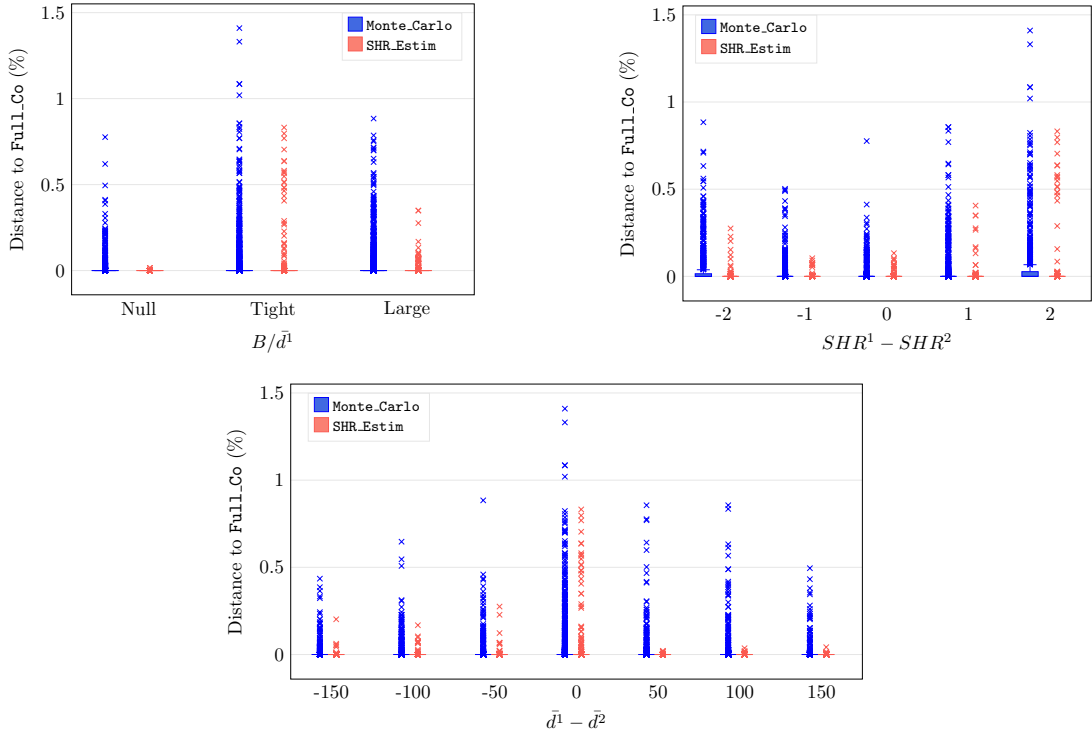 1.5
1
0.5
0
Distance to Full_Co (%)
Monte_Carlo
SHR_Estim
Null Tight Large
B/d̄¹
1.5
1
0.5
0
Distance to Full_Co (%)
Monte_Carlo
SHR_Estim
-2 -1 0 1 2
SHR¹ − SHR²
1.5
1
0.5
0
Distance to Full_Co (%)
Monte_Carlo
SHR_Estim
-150 -100 -50 0 50 100 150
d̄¹ − d̄²